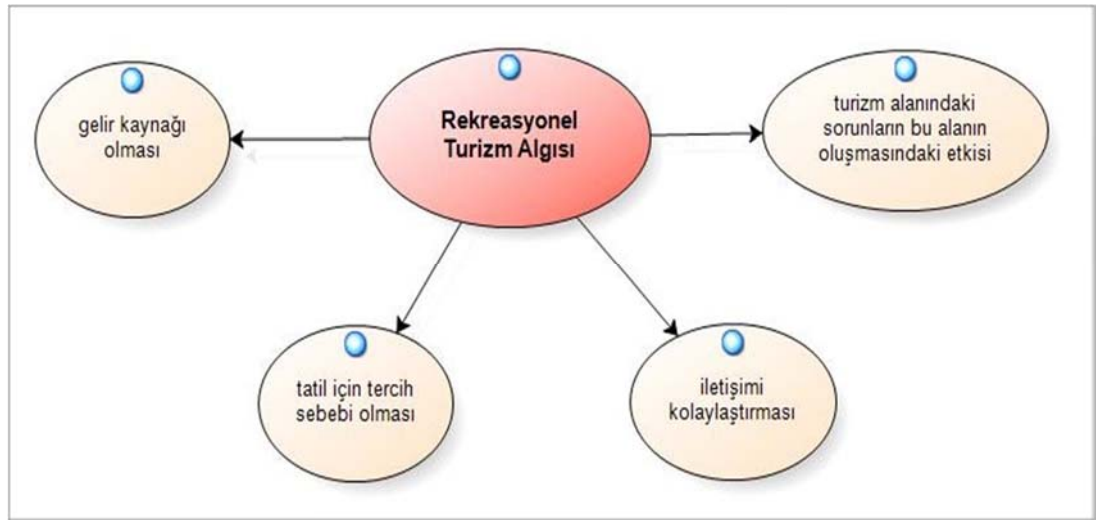 Rekreasyonel
Turizm Algısı
gelir kaynağı
olması
turizm alanındaki
sorunların bu alanın
oluşmasındaki etkisi
tatil için tercih
sebebi olması
iletişimi
kolaylaştırması